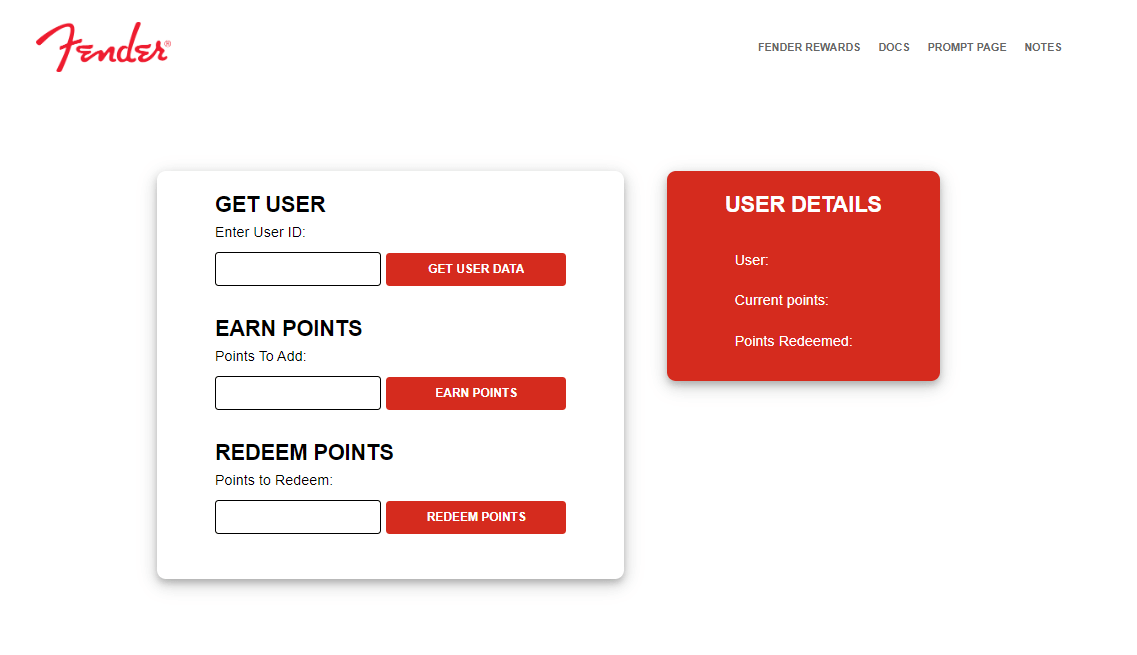 Fender®
FENDER REWARDS DOCS PROMPT PAGE NOTES
GET USER
Enter User ID:
GET USER DATA
EARN POINTS
Points To Add:
EARN POINTS
REDEEM POINTS
Points to Redeem:
REDEEM POINTS
USER DETAILS
User:
Current points:
Points Redeemed: